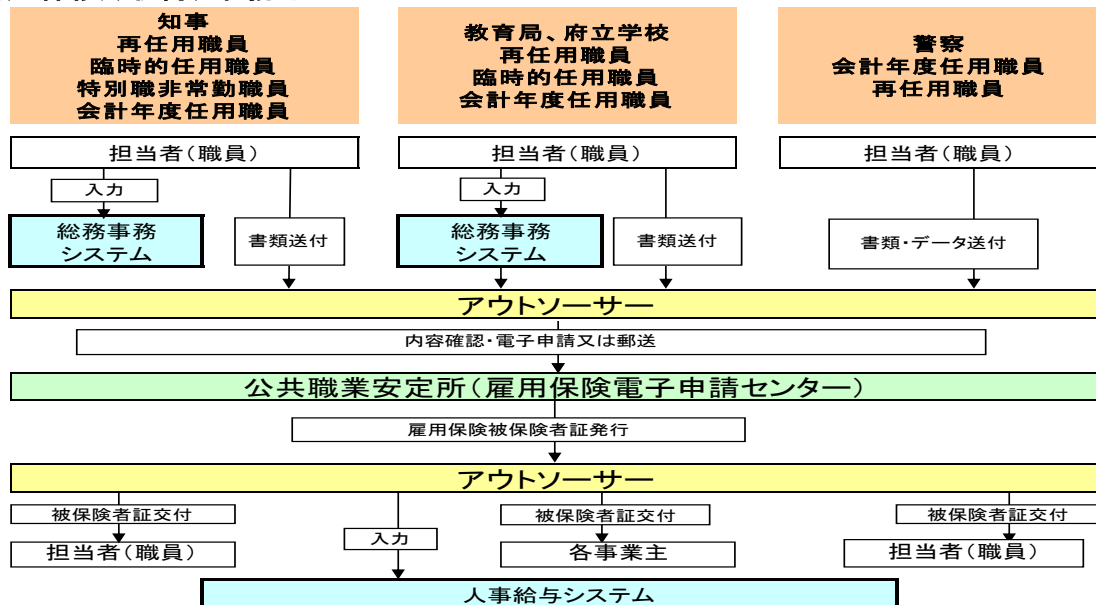 知事
再任用職員
臨時的任用職員
特別職非常勤職員
会計年度任用職員
教育局、府立学校
再任用職員
臨時的任用職員
会計年度任用職員
警察
会計年度任用職員
再任用職員
担当者(職員)
担当者(職員)
担当者(職員)
入力
入力
総務事務
システム
書類送付
総務事務
システム
書類送付
書類・データ送付
アウトソーサー
内容確認・電子申請又は郵送
公共職業安定所(雇用保険電子申請センター)
雇用保険被保険者証発行
アウトソーサー
被保険者証交付
被保険者証交付
被保険者証交付
入力
担当者(職員)
各事業主
担当者(職員)
人事給与システム